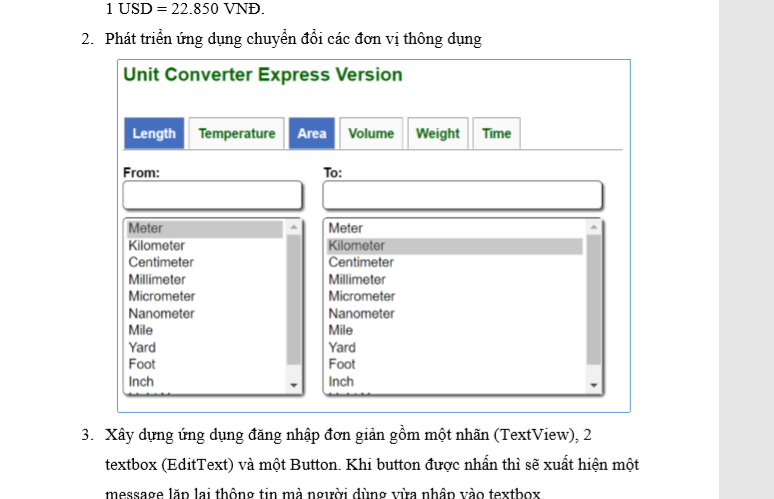 1 USD = 22.850 VNĐ.
2. Phát triển ứng dụng chuyển đổi các đơn vị thông dụng
Unit Converter Express Version
Length Temperature Area Volume Weight Time
From: To:
Meter Meter
Kilometer Kilometer
Centimeter Centimeter
Millimeter Millimeter
Micrometer Micrometer
Nanometer Nanometer
Mile Mile
Yard Yard
Foot Foot
Inch Inch
3. Xây dựng ứng dụng đăng nhập đơn giản gồm một nhãn (TextView), 2
textbox (EditText) và một Button. Khi button được nhấn thì sẽ xuất hiện một
message lặp lại thông tin mà người dùng vừa nhập vào textbox